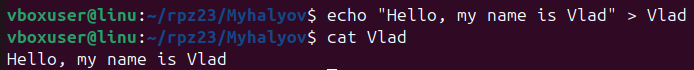 vboxuser@linu:~/rpz23/Myhalyov$ echo "Hello, my name is Vlad" > Vlad
vboxuser@linu:~/rpz23/Myhalyov$ cat Vlad
Hello, my name is Vlad